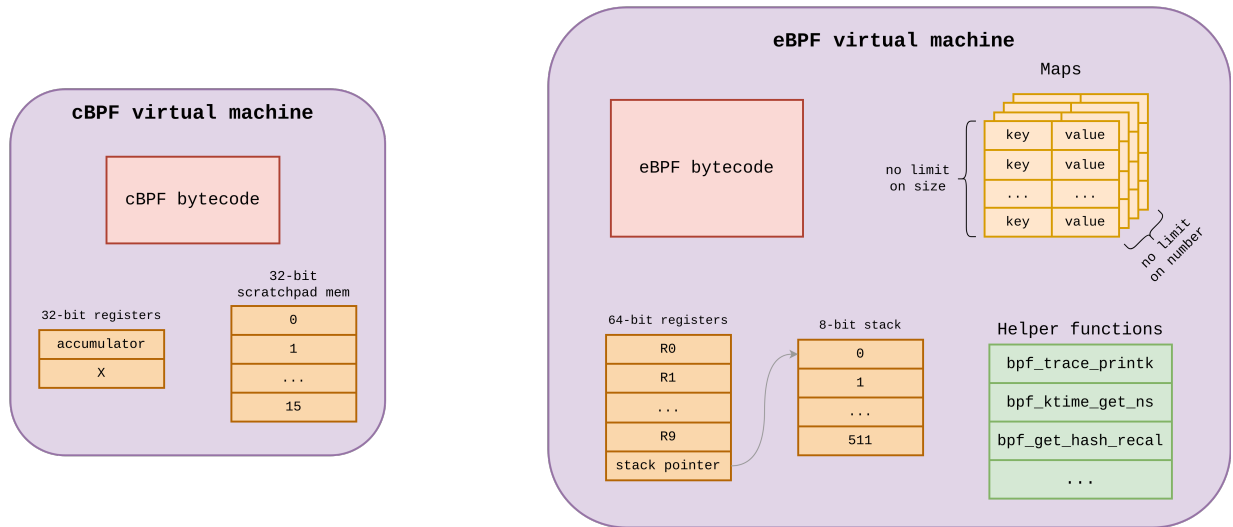 cBPF virtual machine
cBPF bytecode
32-bit registers
accumulator
X
32-bit
scratchpad mem
0
1
...
15
eBPF virtual machine
eBPF bytecode
Maps
no limit
on size
key value
key value
... ...
key value
no limit
on number
64-bit registers
R0
R1
...
R9
stack pointer
8-bit stack
0
1
...
511
Helper functions
bpf_trace_printk
bpf_ktime_get_ns
bpf_get_hash_recal
...